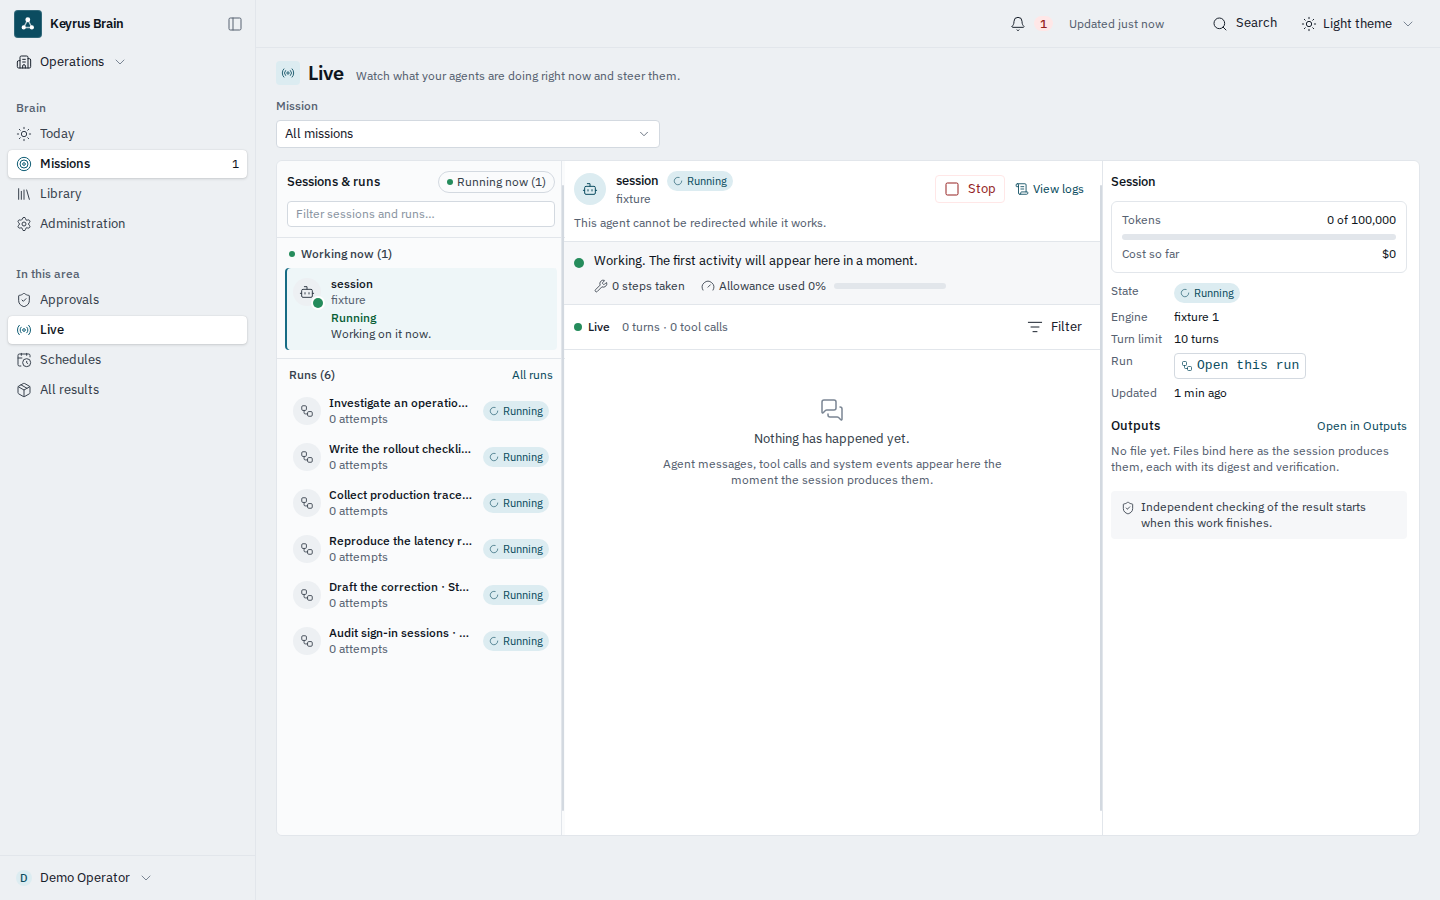 Keyrus Brain
Operations
Brain
Today
Missions 1
Library
Administration
In this area
Approvals
Live
Schedules
All results
D Demo Operator
1 Updated just now Search Light theme
Live Watch what your agents are doing right now and steer them.
Mission
All missions
Sessions & runs Running now (1)
Filter sessions and runs...
Working now (1)
session
fixture
Running
Working on it now.
Runs (6) All runs
Investigate an operatio... Running
0 attempts
Write the rollout checkli... Running
0 attempts
Collect production trace... Running
0 attempts
Reproduce the latency r... Running
0 attempts
Draft the correction · St... Running
0 attempts
Audit sign-in sessions · ... Running
0 attempts
session Running
fixture
Stop View logs
This agent cannot be redirected while it works.
Working. The first activity will appear here in a moment.
0 steps taken Allowance used 0%
Live 0 turns · 0 tool calls Filter
Nothing has happened yet.
Agent messages, tool calls and system events appear here the
moment the session produces them.
Session
Tokens 0 of 100,000
Cost so far $0
State Running
Engine fixture 1
Turn limit 10 turns
Run Open this run
Updated 1 min ago
Outputs Open in Outputs
No file yet. Files bind here as the session produces
them, each with its digest and verification.
Independent checking of the result starts
when this work finishes.